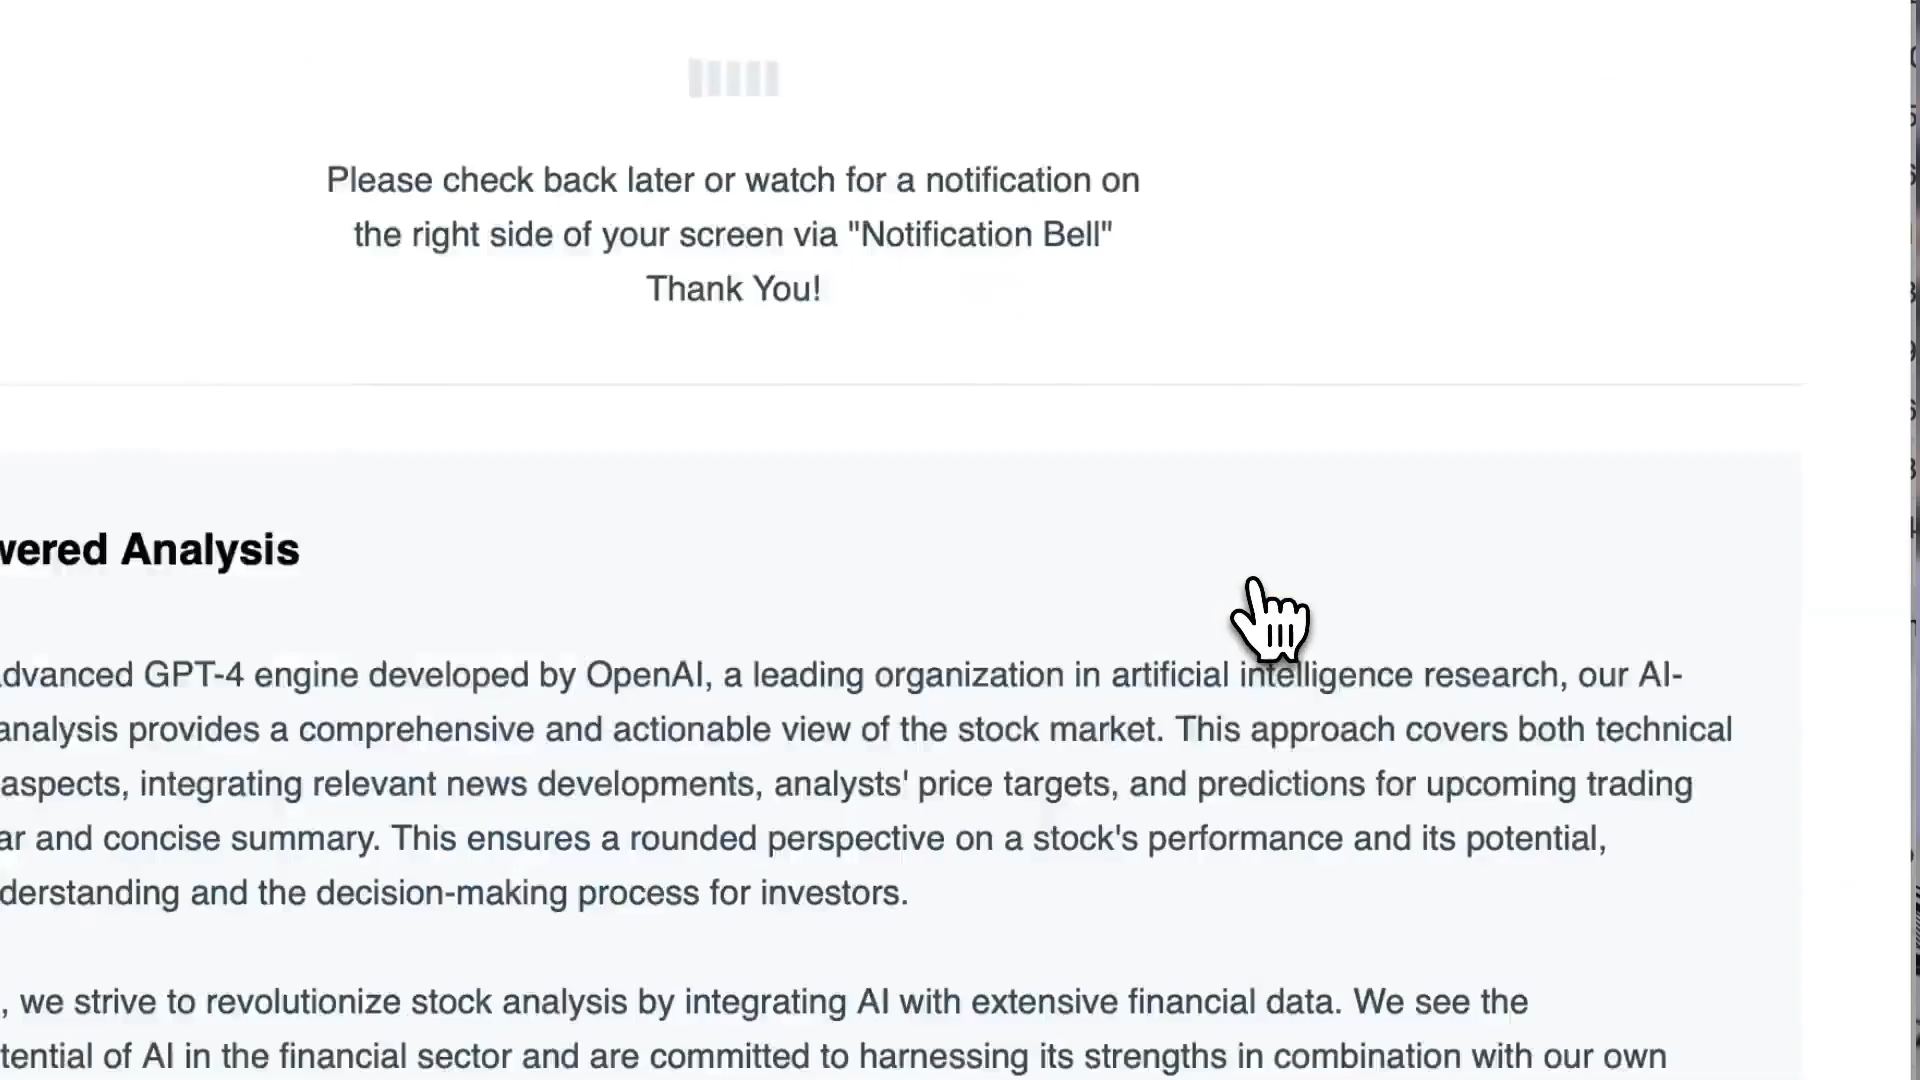 Please check back later or watch for a notification on
the right side of your screen via "Notification Bell"
Thank You!
wered Analysis
dvanced GPT-4 engine developed by OpenAI, a leading organization in artificial intelligence research, our AI-
analysis provides a comprehensive and actionable view of the stock market. This approach covers both technical
aspects, integrating relevant news developments, analysts' price targets, and predictions for upcoming trading
ar and concise summary. This ensures a rounded perspective on a stock's performance and its potential,
derstanding and the decision-making process for investors.
, we strive to revolutionize stock analysis by integrating AI with extensive financial data. We see the
tential of AI in the financial sector and are committed to harnessing its strengths in combination with our own